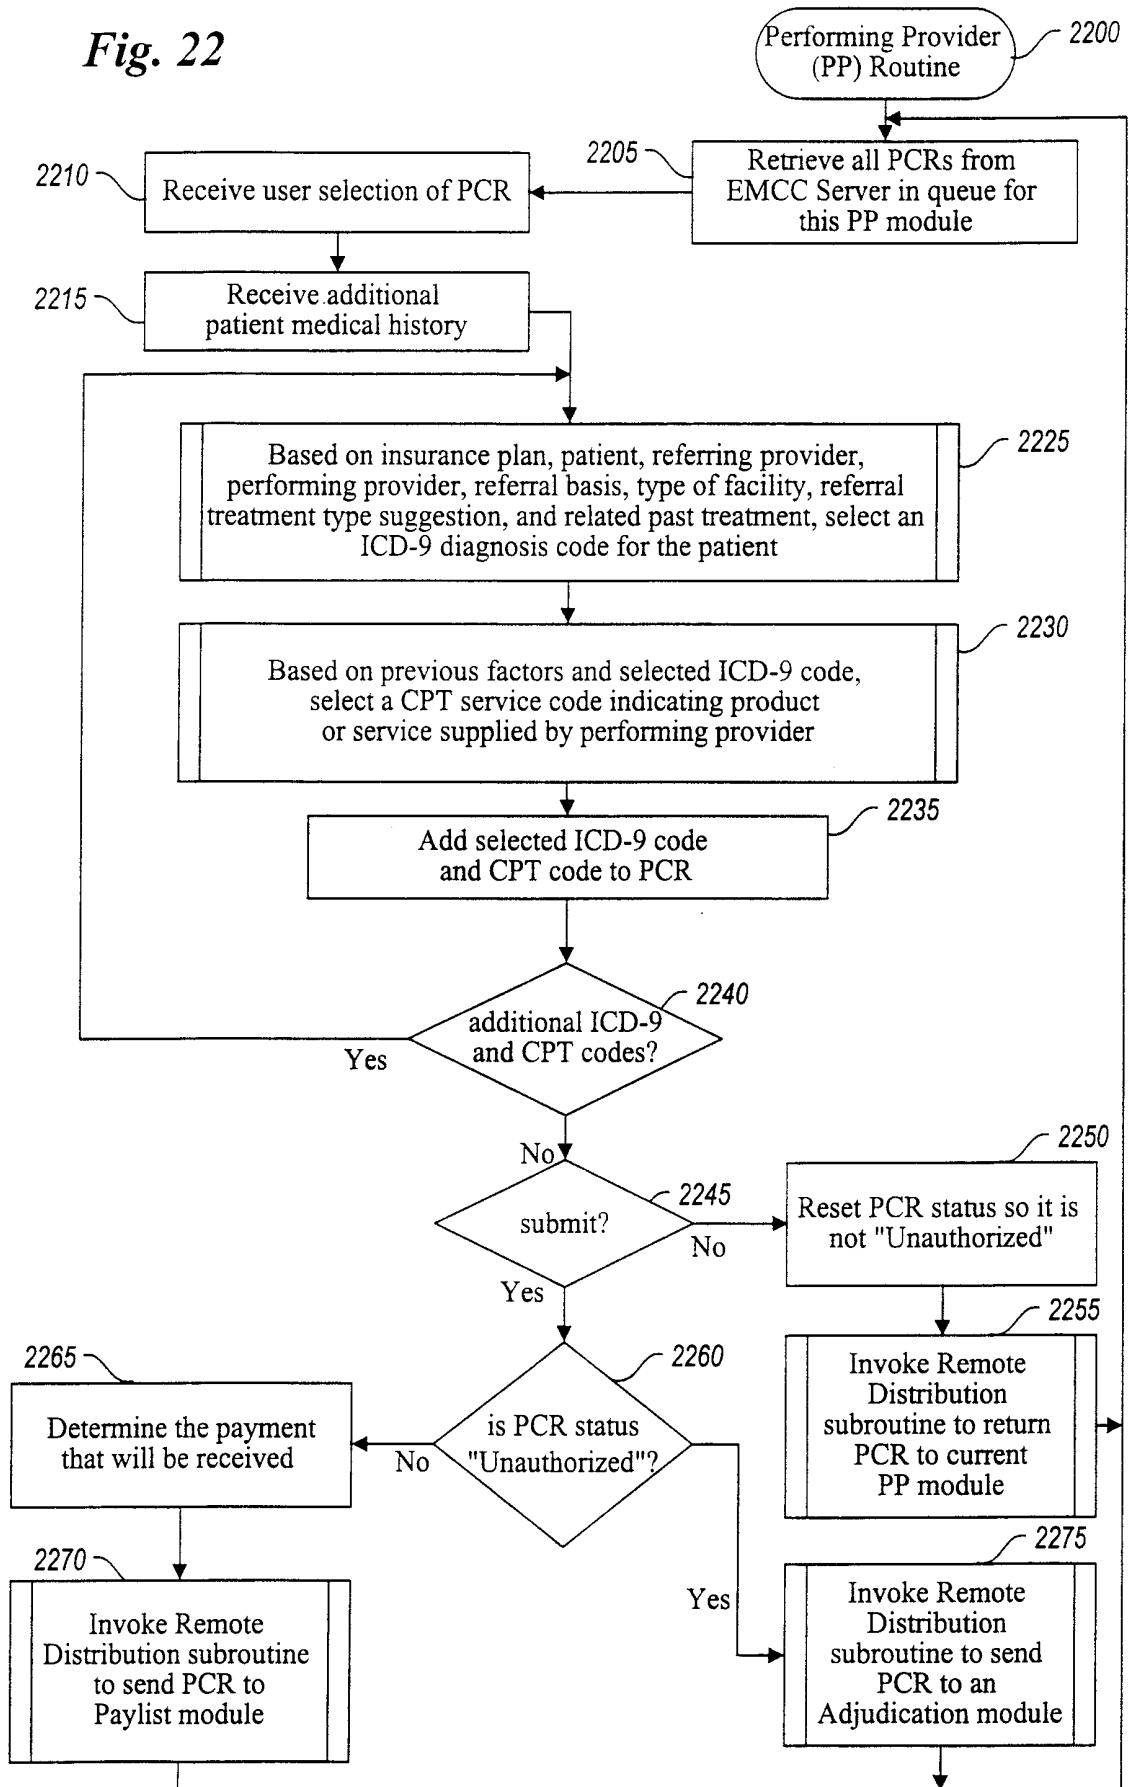 Fig. 22
Performing Provider
(PP) Routine
2200
2205
Retrieve all PCRs from
EMCC Server in queue for
this PP module
2210
Receive user selection of PCR
2215
Receive additional
patient medical history
2225
Based on insurance plan, patient, referring provider,
performing provider, referral basis, type of facility, referral
treatment type suggestion, and related past treatment, select an
ICD-9 diagnosis code for the patient
2230
Based on previous factors and selected ICD-9 code,
select a CPT service code indicating product
or service supplied by performing provider
2235
Add selected ICD-9 code
and CPT code to PCR
2240
additional ICD-9
and CPT codes?
Yes
No
2245
submit?
No
Yes
2250
Reset PCR status so it is
not "Unauthorized"
2255
Invoke Remote
Distribution
subroutine to return
PCR to current
PP module
2260
is PCR status
"Unauthorized"?
No
Yes
2265
Determine the payment
that will be received
2270
Invoke Remote
Distribution subroutine
to send PCR to
Paylist module
2275
Invoke Remote
Distribution
subroutine to send
PCR to an
Adjudication module